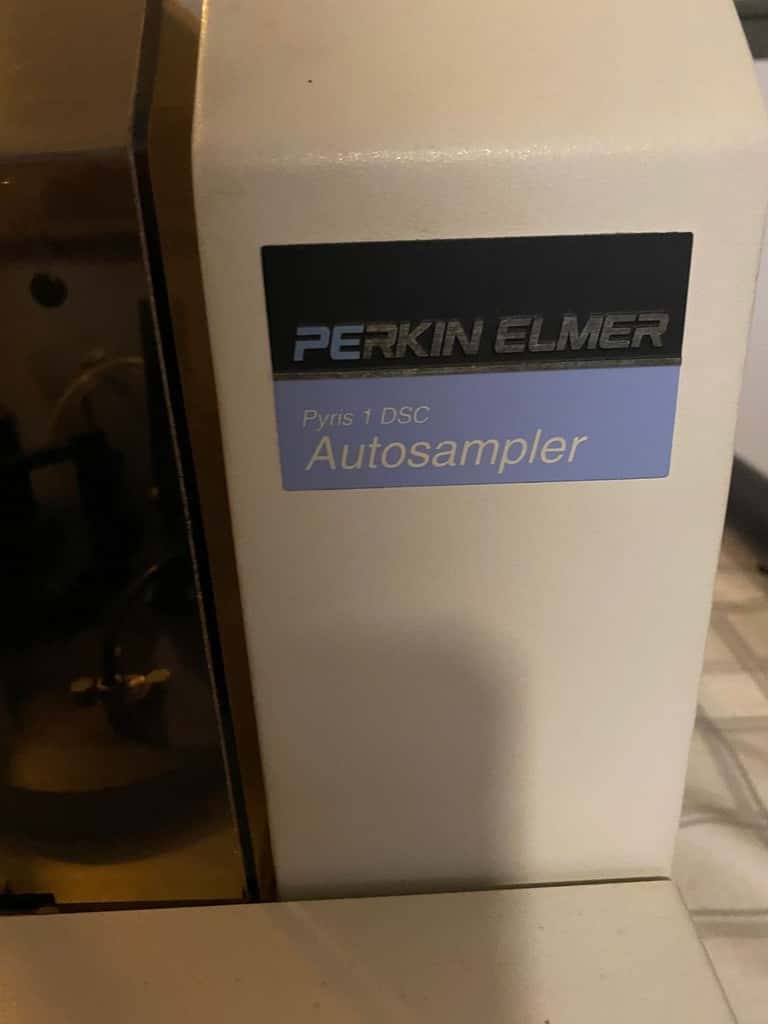 PERKIN ELMER
Pyris 1 DSC
Autosampler